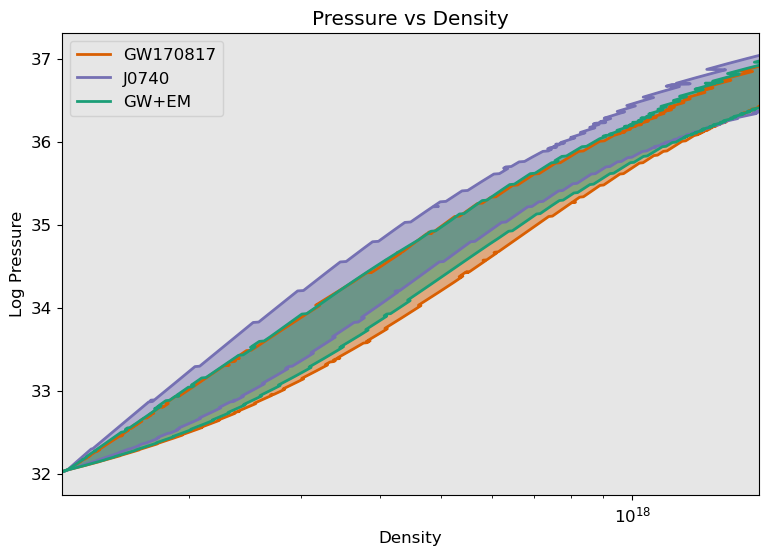 Pressure vs Density
GW170817
J0740
GW+EM
Log Pressure
37
36
35
34
33
32
10^18
Density